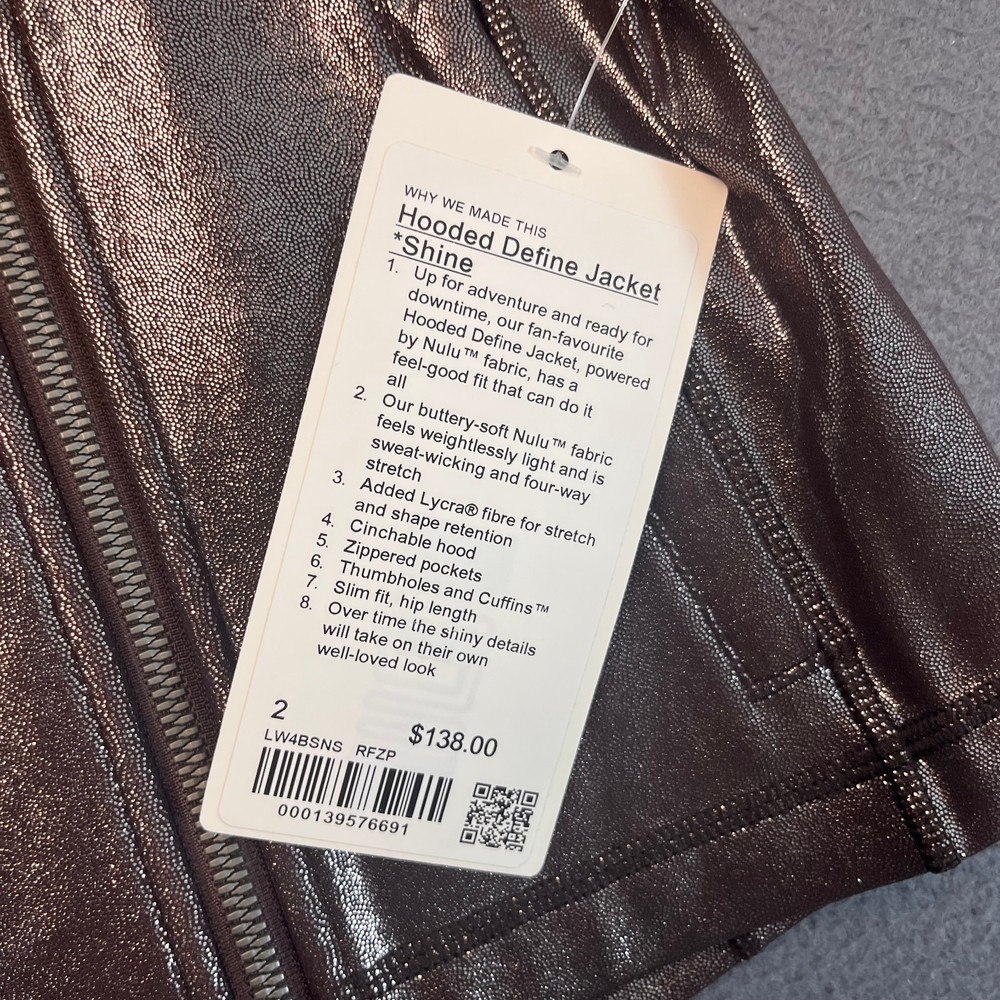 WHY WE MADE THIS
Hooded Define Jacket
*Shine
1. Up for adventure and ready for
downtime, our fan-favourite
Hooded Define Jacket, powered
by Nulu™ fabric, has a
feel-good fit that can do it
all
2. Our buttery-soft Nulu™ fabric
feels weightlessly light and is
sweat-wicking and four-way
stretch
3. Added Lycra® fibre for stretch
and shape retention
4. Cinchable hood
5. Zippered pockets
6. Thumbholes and Cuffins™
7. Slim fit, hip length
8. Over time the shiny details
will take on their own
well-loved look
2
$138.00
LW4BSNS RFZP
000139576691